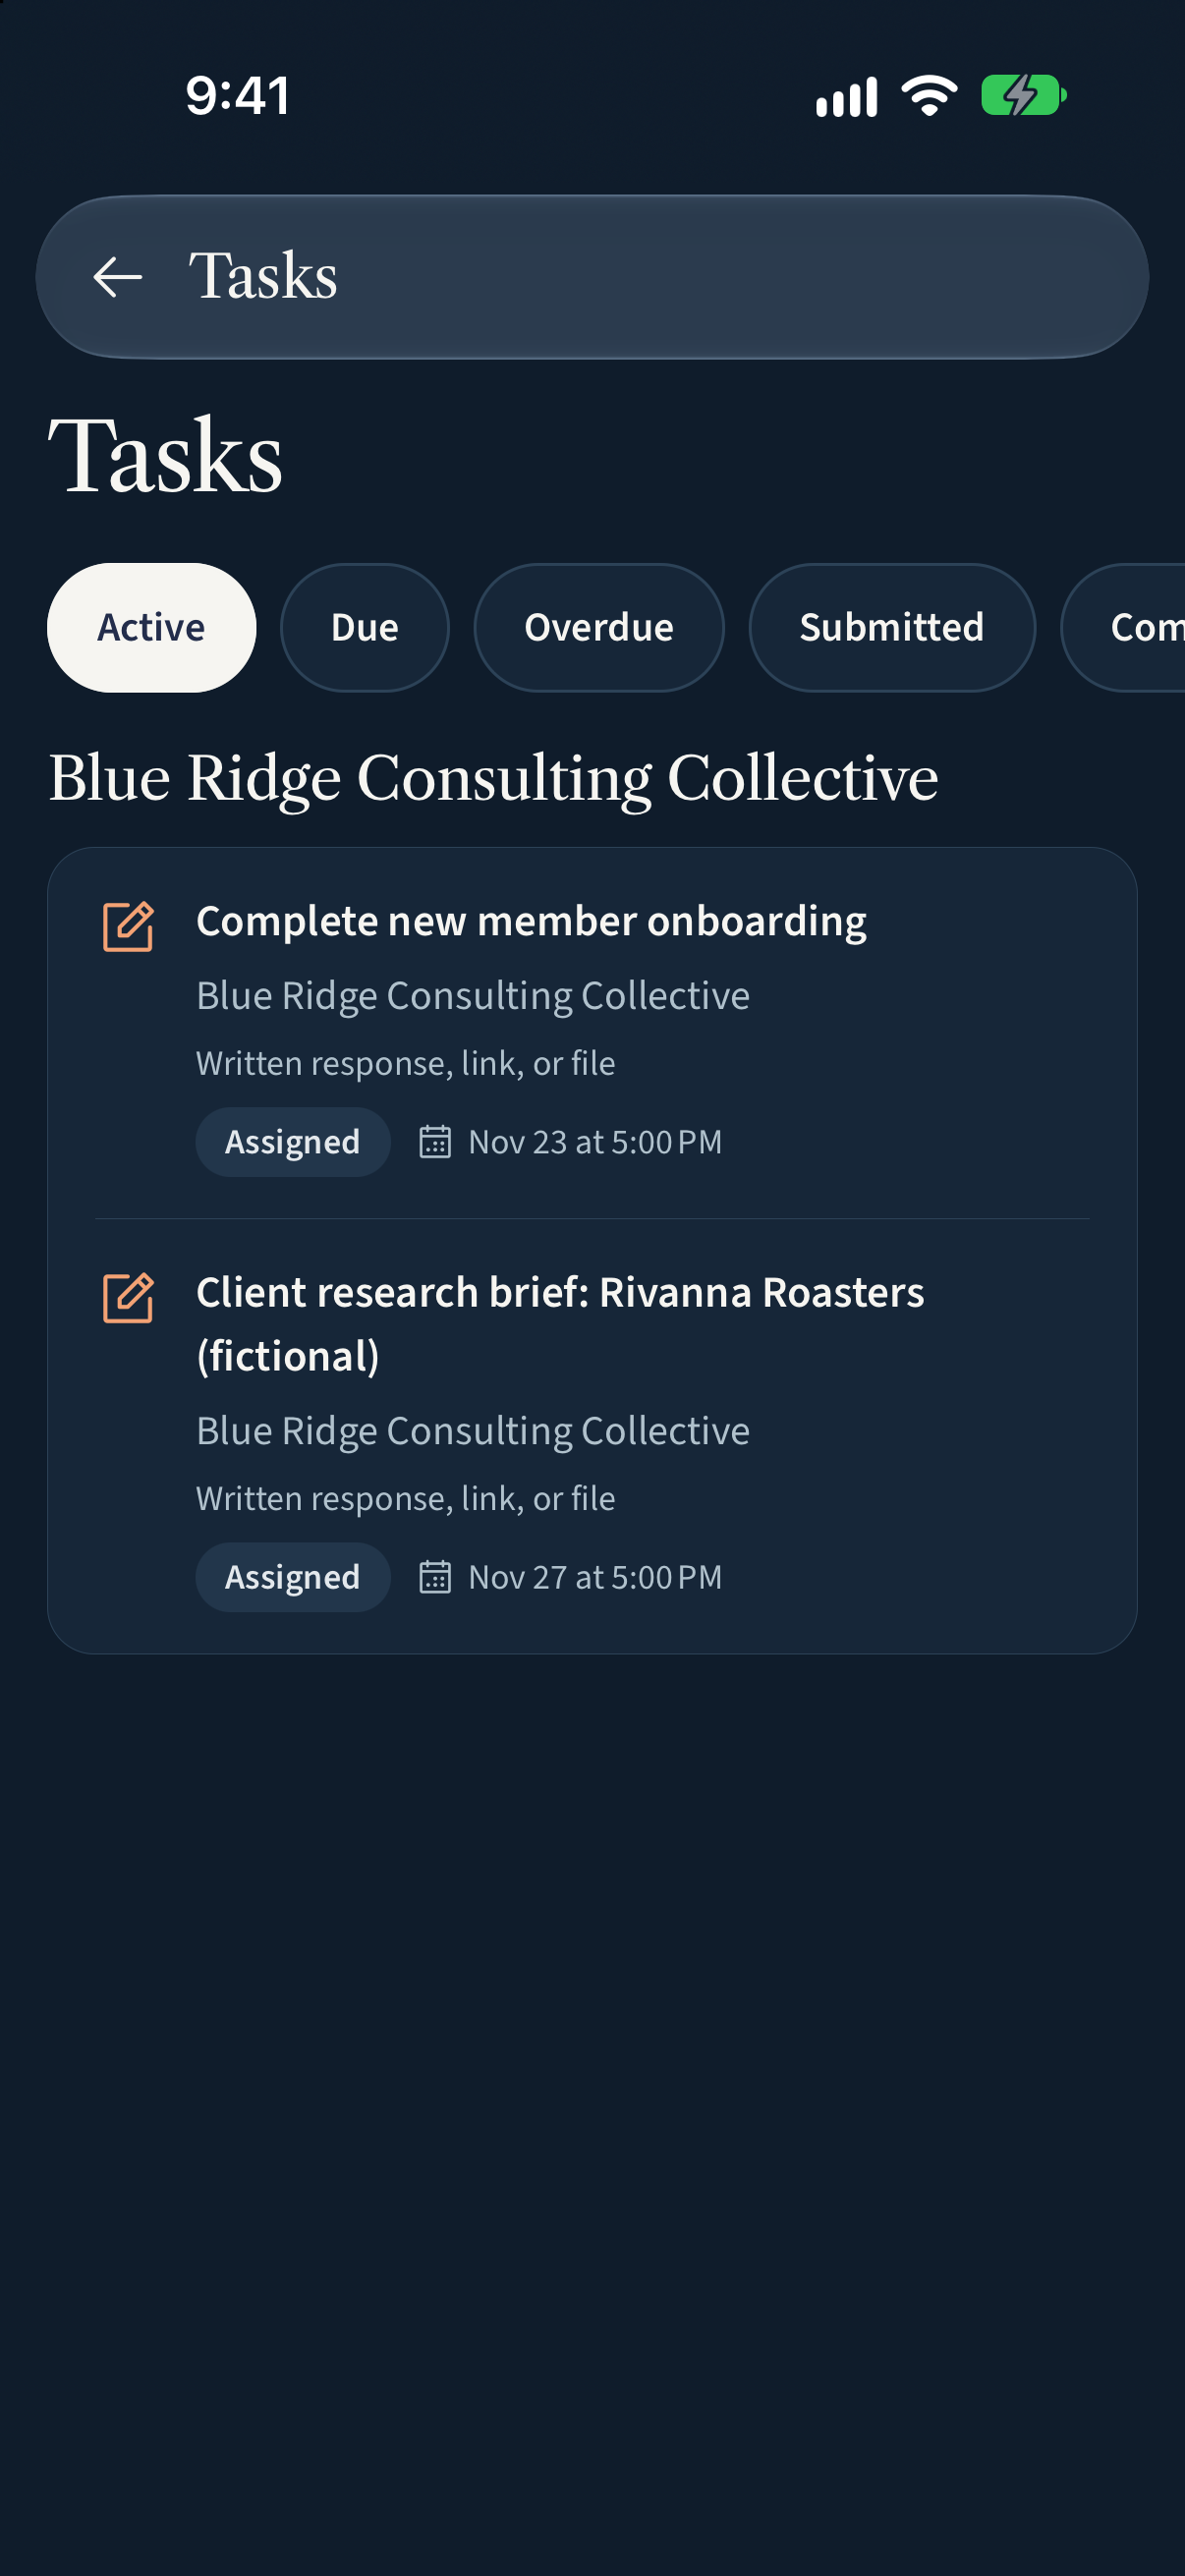 9:41
Tasks
Tasks
Active
Due
Overdue
Submitted
Com
Blue Ridge Consulting Collective
Complete new member onboarding
Blue Ridge Consulting Collective
Written response, link, or file
Assigned
Nov 23 at 5:00 PM
Client research brief: Rivanna Roasters
(fictional)
Blue Ridge Consulting Collective
Written response, link, or file
Assigned
Nov 27 at 5:00 PM